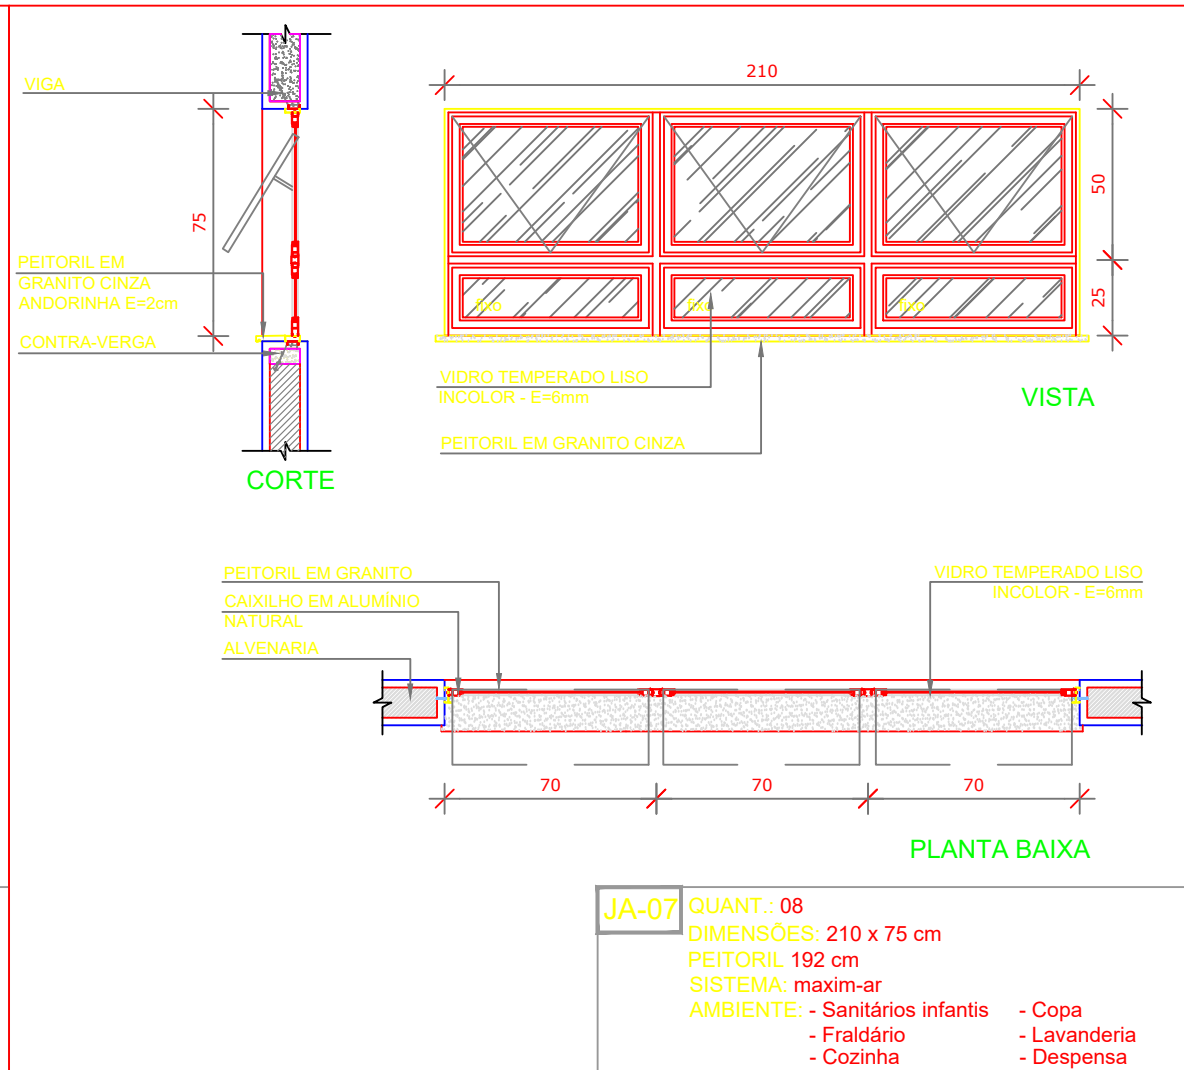 VIGA
75
PEITORIL EM
GRANITO CINZA
ANDORINHA E=2cm
CONTRA-VERGA
CORTE
210
50
25
fixo
fixo
fixo
VIDRO TEMPERADO LISO
INCOLOR - E=6mm
PEITORIL EM GRANITO CINZA
VISTA
PEITORIL EM GRANITO
CAIXILHO EM ALUMÍNIO
NATURAL
ALVENARIA
VIDRO TEMPERADO LISO
INCOLOR - E=6mm
70
70
70
PLANTA BAIXA
JA-07
QUANT.: 08
DIMENSÕES: 210 x 75 cm
PEITORIL 192 cm
SISTEMA: maxim-ar
AMBIENTE: - Sanitários infantis - Copa
- Fraldário - Lavanderia
- Cozinha - Despensa